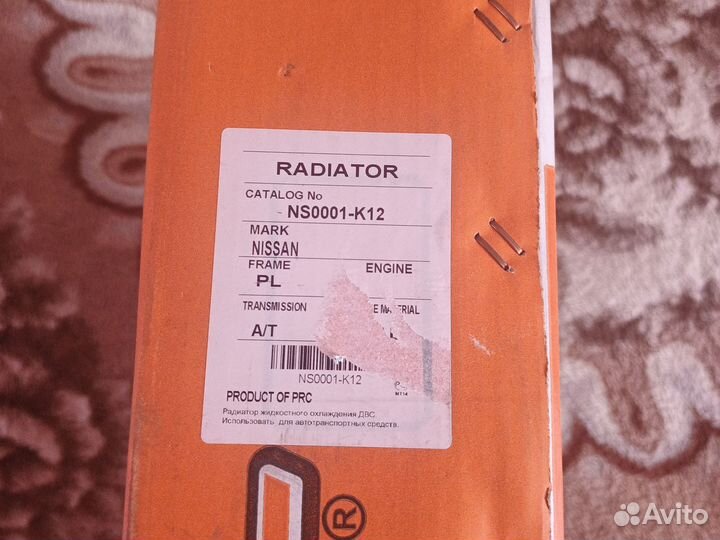 RADIATOR
CATALOG No
NS0001-K12
MARK
NISSAN
FRAME ENGINE
PL
TRANSMISSION
A/T
NS0001-K12
PRODUCT OF PRC
Радиатор жидкостного охлаждения ДВС
Использовать для автотранспортных средств.
®
Avito